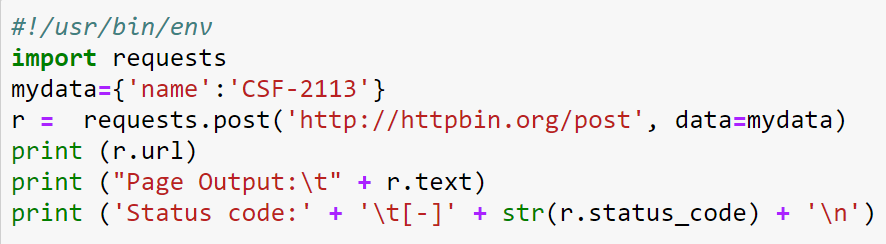 #!/usr/bin/env
import requests
mydata={'name':'CSF-2113'}
r =  requests.post('http://httpbin.org/post', data=mydata)
print (r.url)
print ("Page Output:\t" + r.text)
print ('Status code:' + '\t[-]' + str(r.status_code) + '\n')